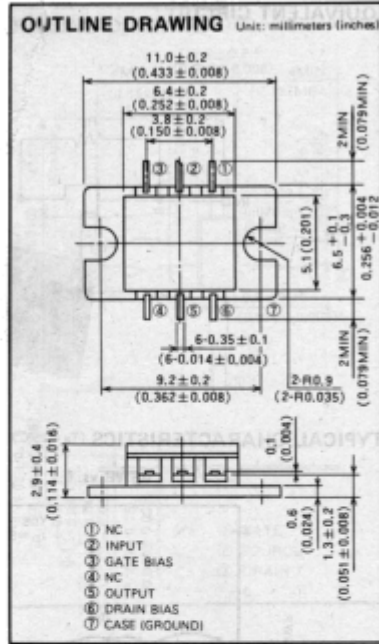 OUTLINE DRAWING Unit: millimeters (inches)
11.0±0.2
(0.433±0.008)
6.4±0.2
(0.252±0.008)
3.8±0.2
(0.150±0.008)
2MIN
(0.079MIN)
③ ② ①
5.1 (0.201)
6.5 +0.1 −0.3
0.256 +0.004 −0.012
④ ⑤ ⑥ ⑦
6-0.35±0.1
(6-0.014±0.004)
2MIN
(0.079MIN)
9.2±0.2
(0.362±0.008)
2-R0.9
(2-R0.035)
2.9±0.4
(0.114±0.016)
0.1
(0.004)
0.6
(0.024)
1.3±0.2
(0.051±0.008)
① NC
② INPUT
③ GATE BIAS
④ NC
⑤ OUTPUT
⑥ DRAIN BIAS
⑦ CASE (GROUND)